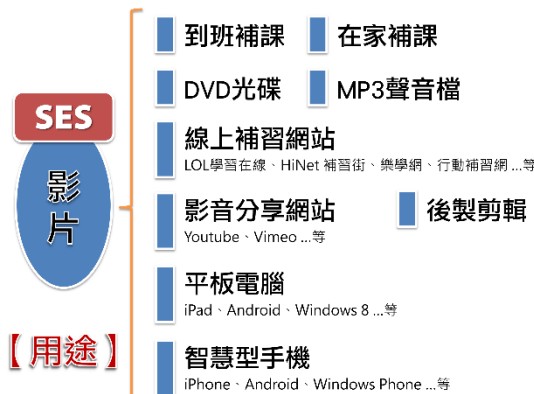 SES
影片
【用途】
到班補課
在家補課
DVD光碟
MP3聲音檔
線上補習網站
LOL學習在線、HiNet 補習街、樂學網、行動補習網 ...等
影音分享網站
Youtube、Vimeo ...等
後製剪輯
平板電腦
iPad、Android、Windows 8 ...等
智慧型手機
iPhone、Android、Windows Phone ...等